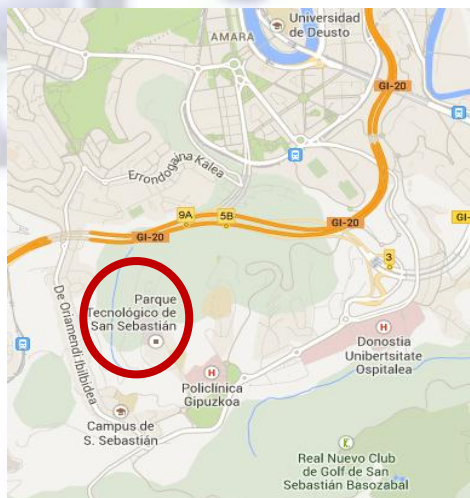 Universidad
de Deusto
AMARA
GI-20
Errondogaina Kalea
9A
5B
GI-20
GI-20
GI-
3
De Oriamendi Ibilbidea
Parque
Tecnológico de
San Sebastián
H
Donostia
Unibertsitate
Ospitalea
H
Policlínica
Gipuzkoa
Campus de
S. Sebastián
Real Nuevo Club
de Golf de San
Sebastián Basozabal